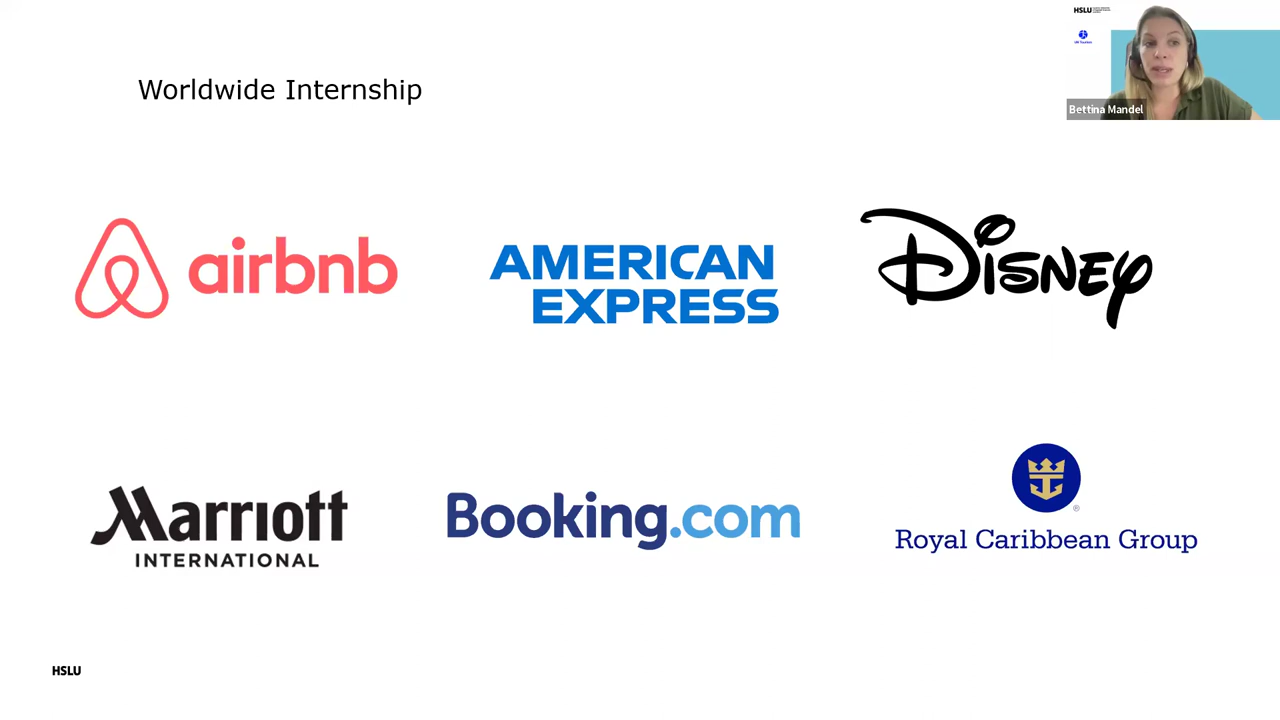 HSLU
Bettina Mandel
Worldwide Internship
airbnb
AMERICAN
EXPRESS
Disney
Marriott
INTERNATIONAL
Booking.com
®
Royal Caribbean Group
HSLU